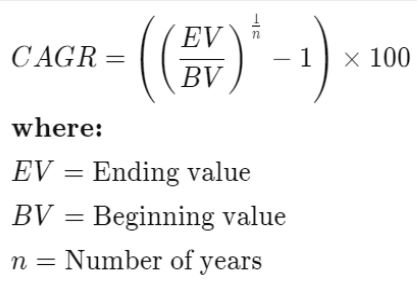 CAGR = ((EV/BV)^(1/n) − 1) × 100
where:
EV = Ending value
BV = Beginning value
n = Number of years